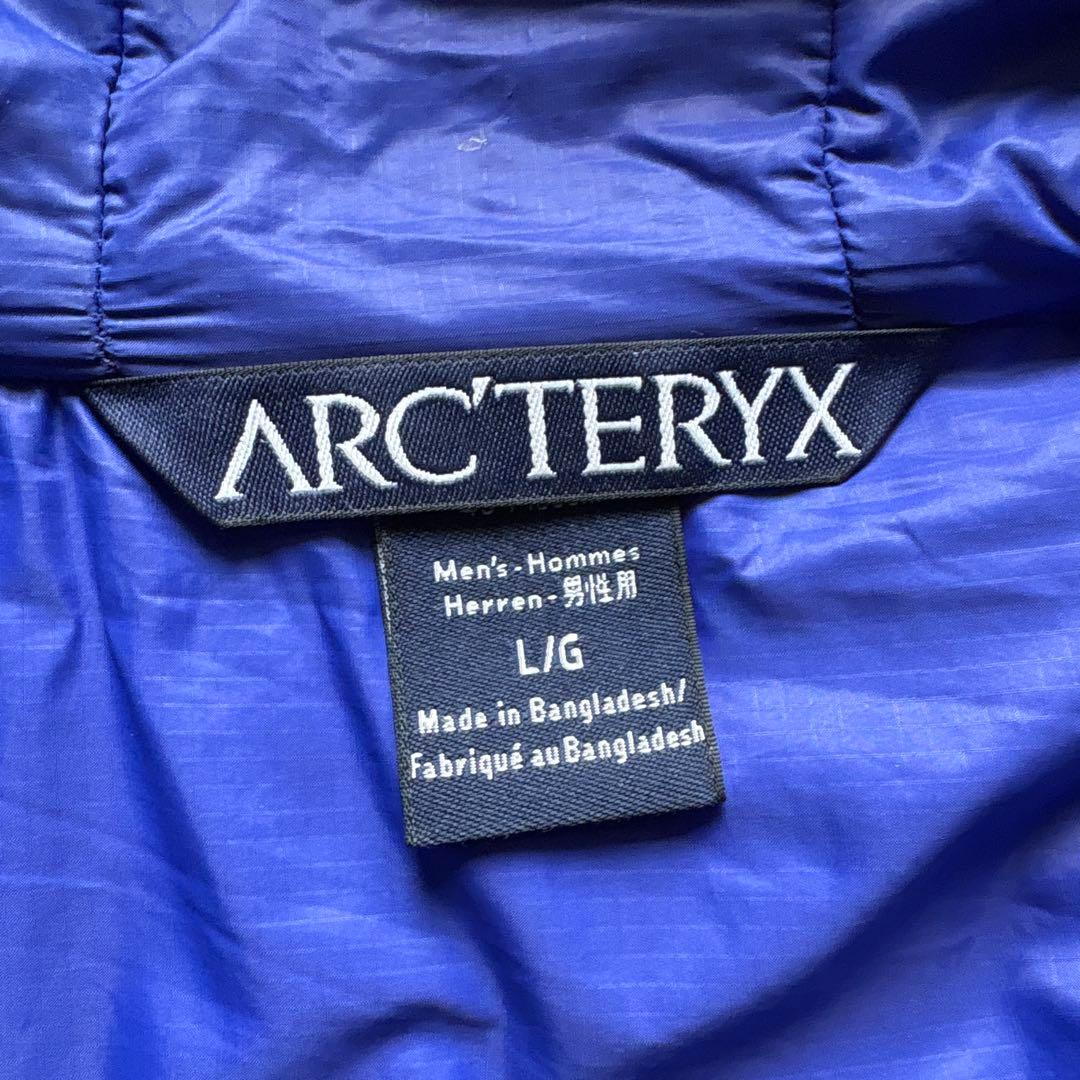 ARC'TERYX
Men's - Hommes
Herren - 男性用
L/G
Made in Bangladesh/
Fabriqué au Bangladesh